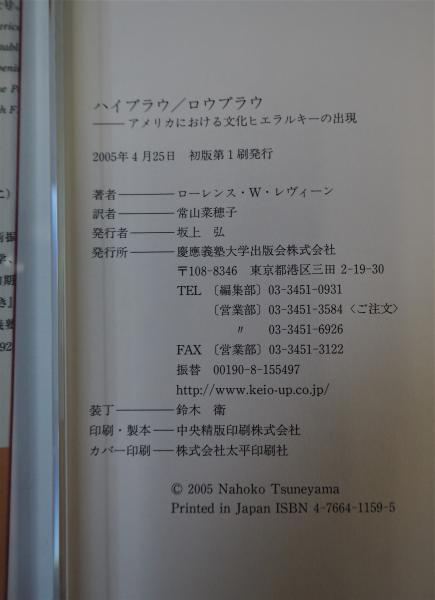 ハイブラウ/ロウブラウ
――アメリカにおける文化ヒエラルキーの出現
2005年4月25日 初版第1刷発行
著者――――ローレンス・W・レヴィーン
訳者――――常山菜穂子
発行者―――坂上 弘
発行所―――慶應義塾大学出版会株式会社
〒108-8346 東京都港区三田 2-19-30
TEL 〔編集部〕03-3451-0931
〔営業部〕03-3451-3584〈ご注文〉
〃 03-3451-6926
FAX 〔営業部〕03-3451-3122
振替 00190-8-155497
http://www.keio-up.co.jp/
装丁――――鈴木 衛
印刷・製本――中央精版印刷株式会社
カバー印刷――株式会社太平印刷社
© 2005 Nahoko Tsuneyama
Printed in Japan ISBN 4-7664-1159-5